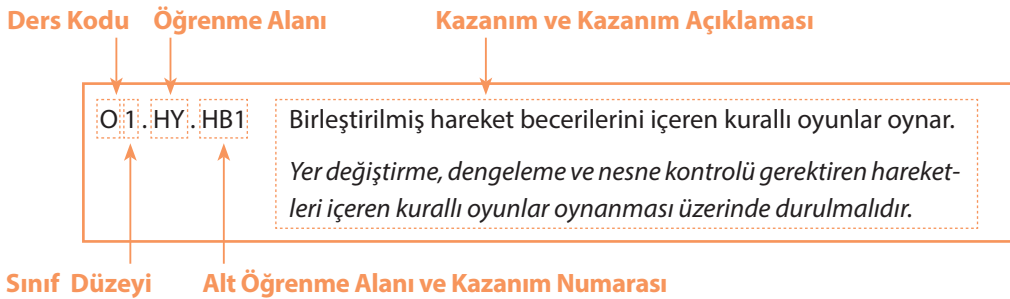 Ders Kodu Öğrenme Alanı Kazanım ve Kazanım Açıklaması
O 1 . HY . HB1 Birleştirilmiş hareket becerilerini içeren kurallı oyunlar oynar.
Yer değiştirme, dengeleme ve nesne kontrolü gerektiren hareket-
leri içeren kurallı oyunlar oynanması üzerinde durulmalıdır.
Sınıf Düzeyi Alt Öğrenme Alanı ve Kazanım Numarası